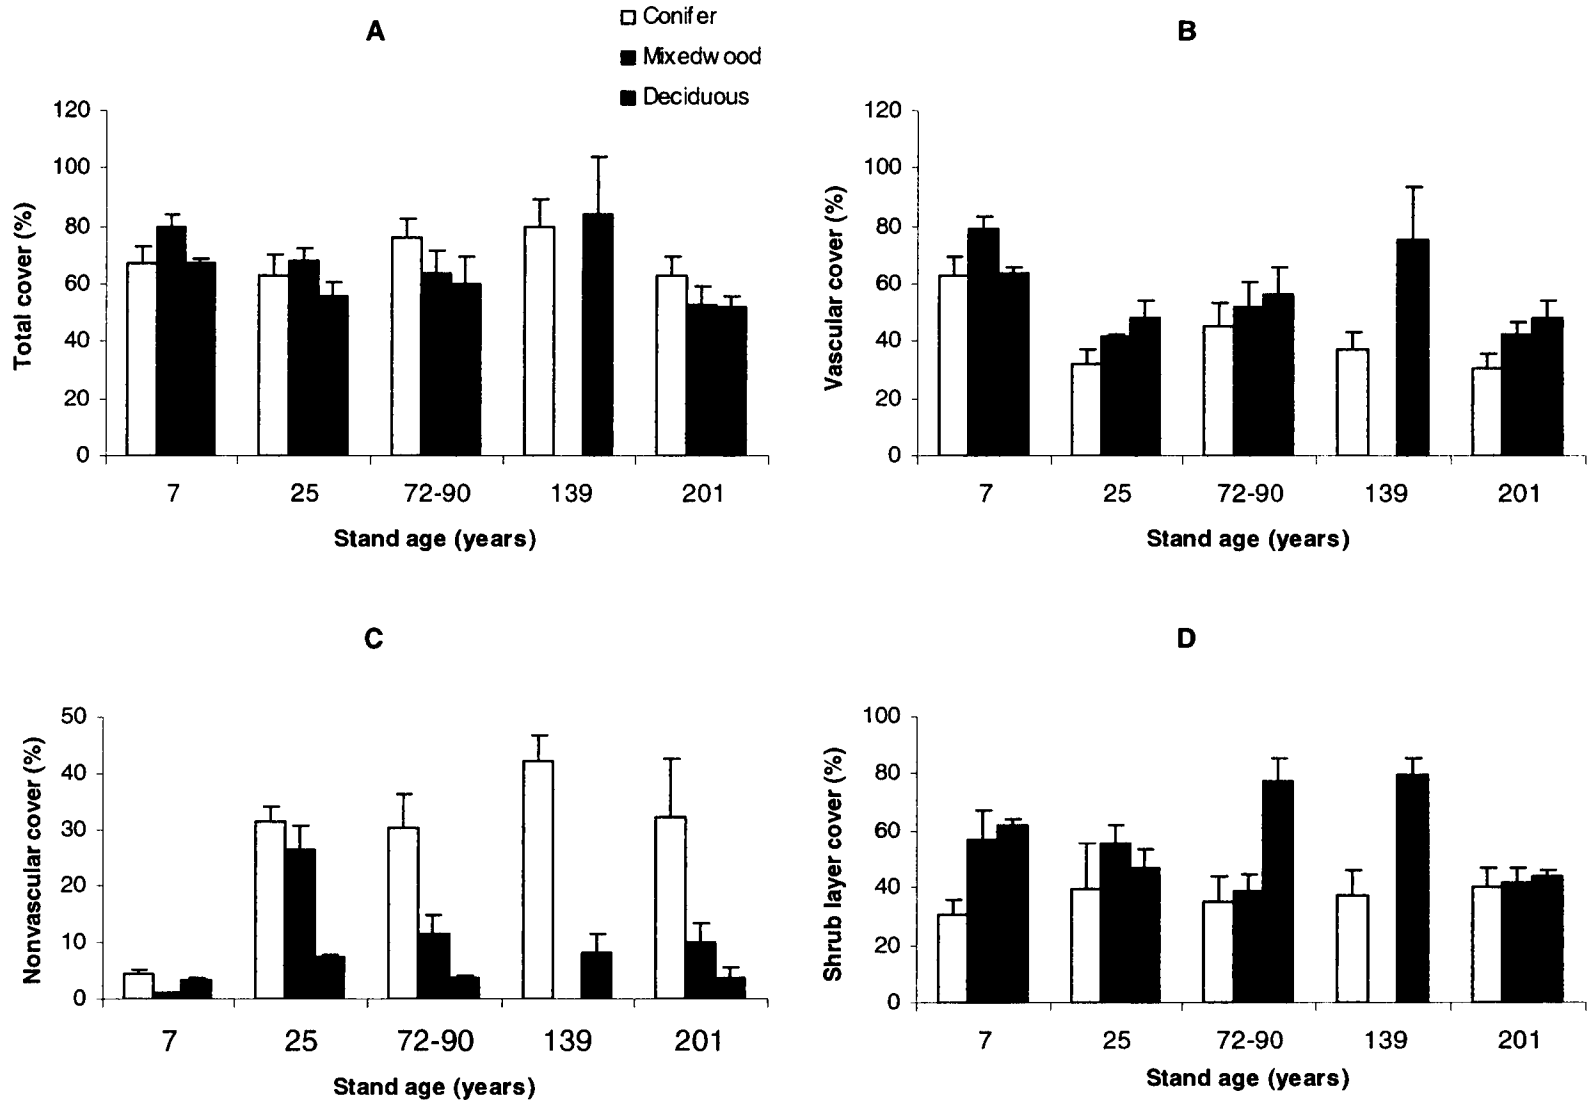 A
Conifer
Mixedwood
Deciduous
B
Total cover (%)
120
100
80
60
40
20
0
7 25 72-90 139 201
Stand age (years)
Vascular cover (%)
120
100
80
60
40
20
0
7 25 72-90 139 201
Stand age (years)
C
D
Nonvascular cover (%)
50
40
30
20
10
0
7 25 72-90 139 201
Stand age (years)
Shrub layer cover (%)
100
80
60
40
20
0
7 25 72-90 139 201
Stand age (years)